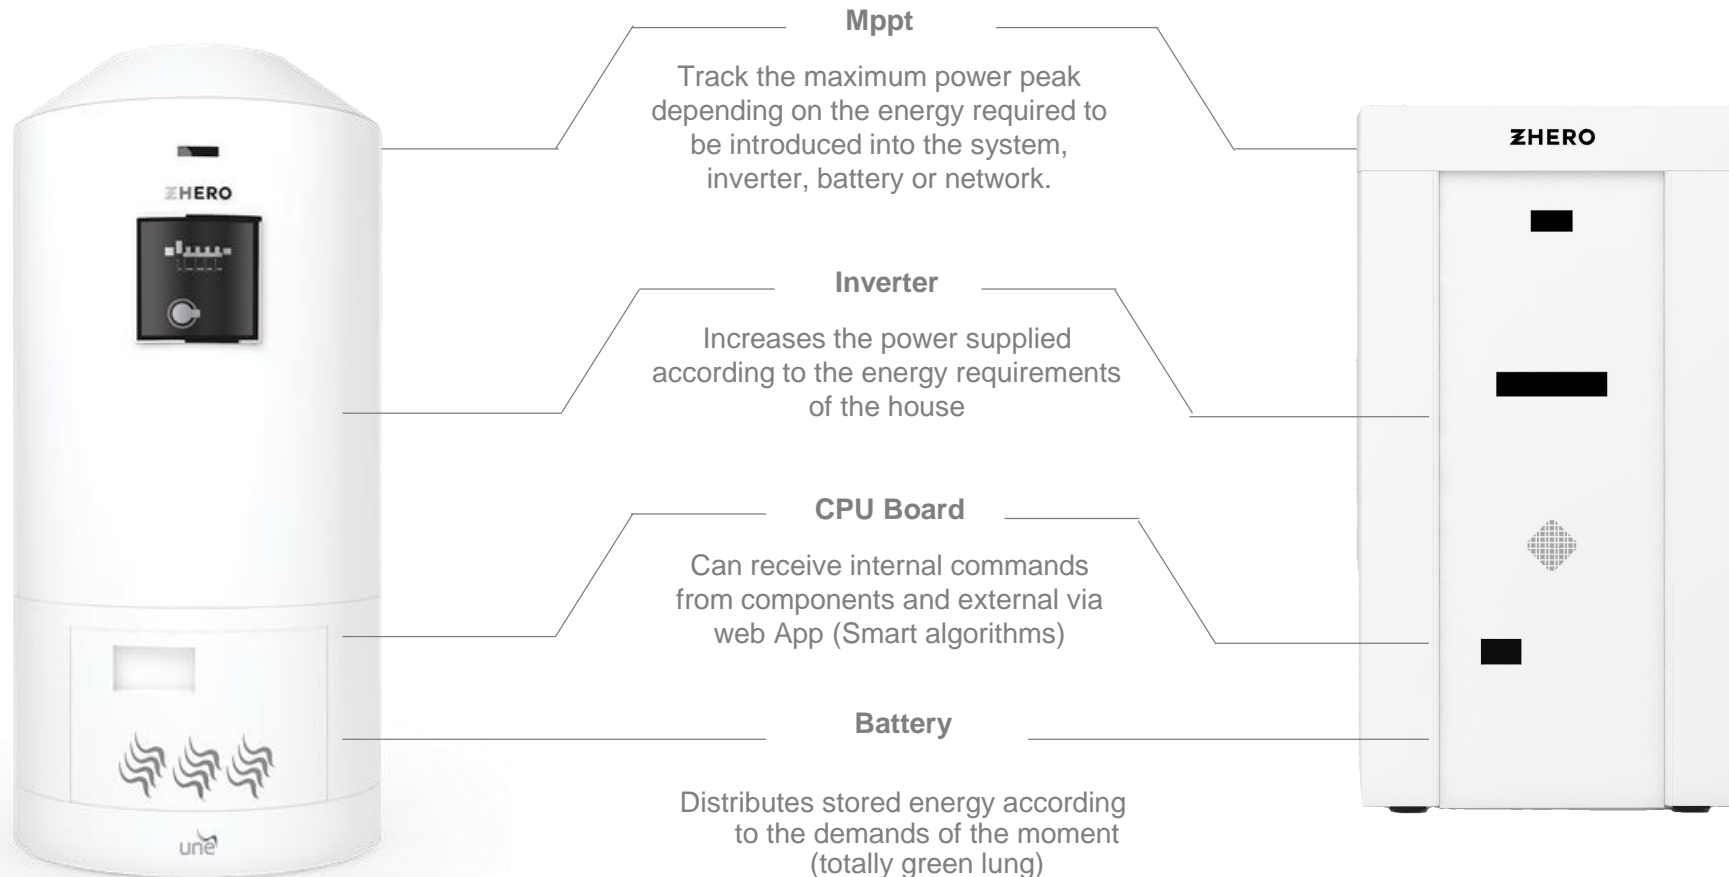 Mppt
Track the maximum power peak
depending on the energy required to
be introduced into the system,
inverter, battery or network.
ZHERO
ZHERO
Inverter
Increases the power supplied
according to the energy requirements
of the house
CPU Board
Can receive internal commands
from components and external via
web App (Smart algorithms)
Battery
Distributes stored energy according
to the demands of the moment
(totally green lung)
une